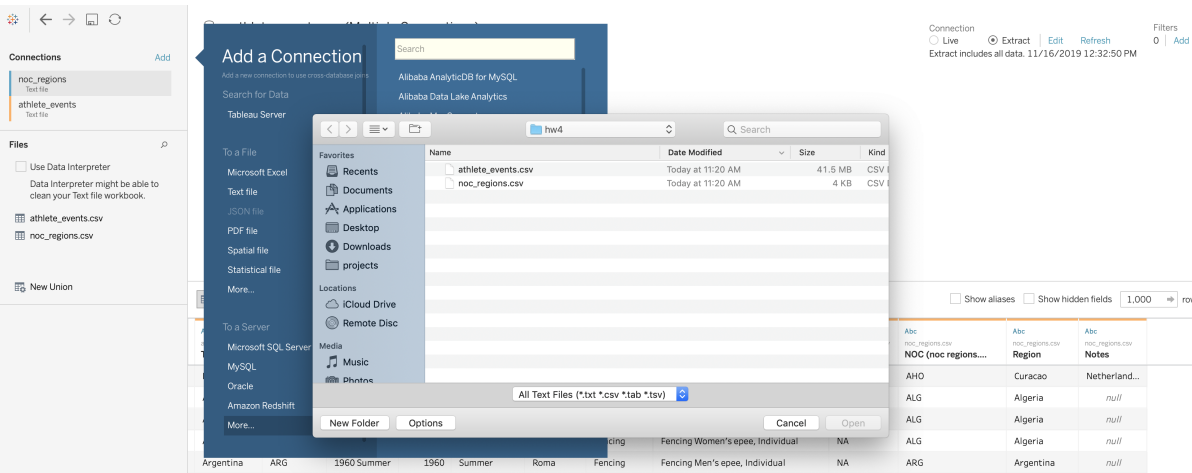 Connections Add
noc_regions
Text file
athlete_events
Text file
Files
Use Data Interpreter
Data Interpreter might be able to
clean your Text file workbook.
athlete_events.csv
noc_regions.csv
New Union
Connection
Live Extract Edit Refresh
Extract includes all data. 11/16/2019 12:32:50 PM
Filters
0 Add
Add a Connection
Add a new connection to use cross-database joins
Search for Data
Tableau Server
To a File
Microsoft Excel
Text file
JSON file
PDF file
Spatial file
Statistical file
More...
To a Server
Microsoft SQL Server
MySQL
Oracle
Amazon Redshift
More...
Search
Alibaba AnalyticDB for MySQL
Alibaba Data Lake Analytics
hw4
Search
Favorites
Recents
Documents
Applications
Desktop
Downloads
projects
Locations
iCloud Drive
Remote Disc
Media
Music
Photos
Name Date Modified Size Kind
athlete_events.csv Today at 11:20 AM 41.5 MB CSV
noc_regions.csv Today at 11:20 AM 4 KB CSV
All Text Files (*.txt *.csv *.tab *.tsv)
New Folder Options Cancel Open
Show aliases Show hidden fields 1,000
Abc Abc Abc
noc_regions.csv noc_regions.csv noc_regions.csv
NOC (noc regions.... Region Notes
AHO Curacao Netherland...
ALG Algeria null
ALG Algeria null
Fencing Women's epee, Individual NA ALG Algeria null
Argentina ARG 1960 Summer 1960 Summer Roma Fencing Fencing Men's epee, Individual NA ARG Argentina null